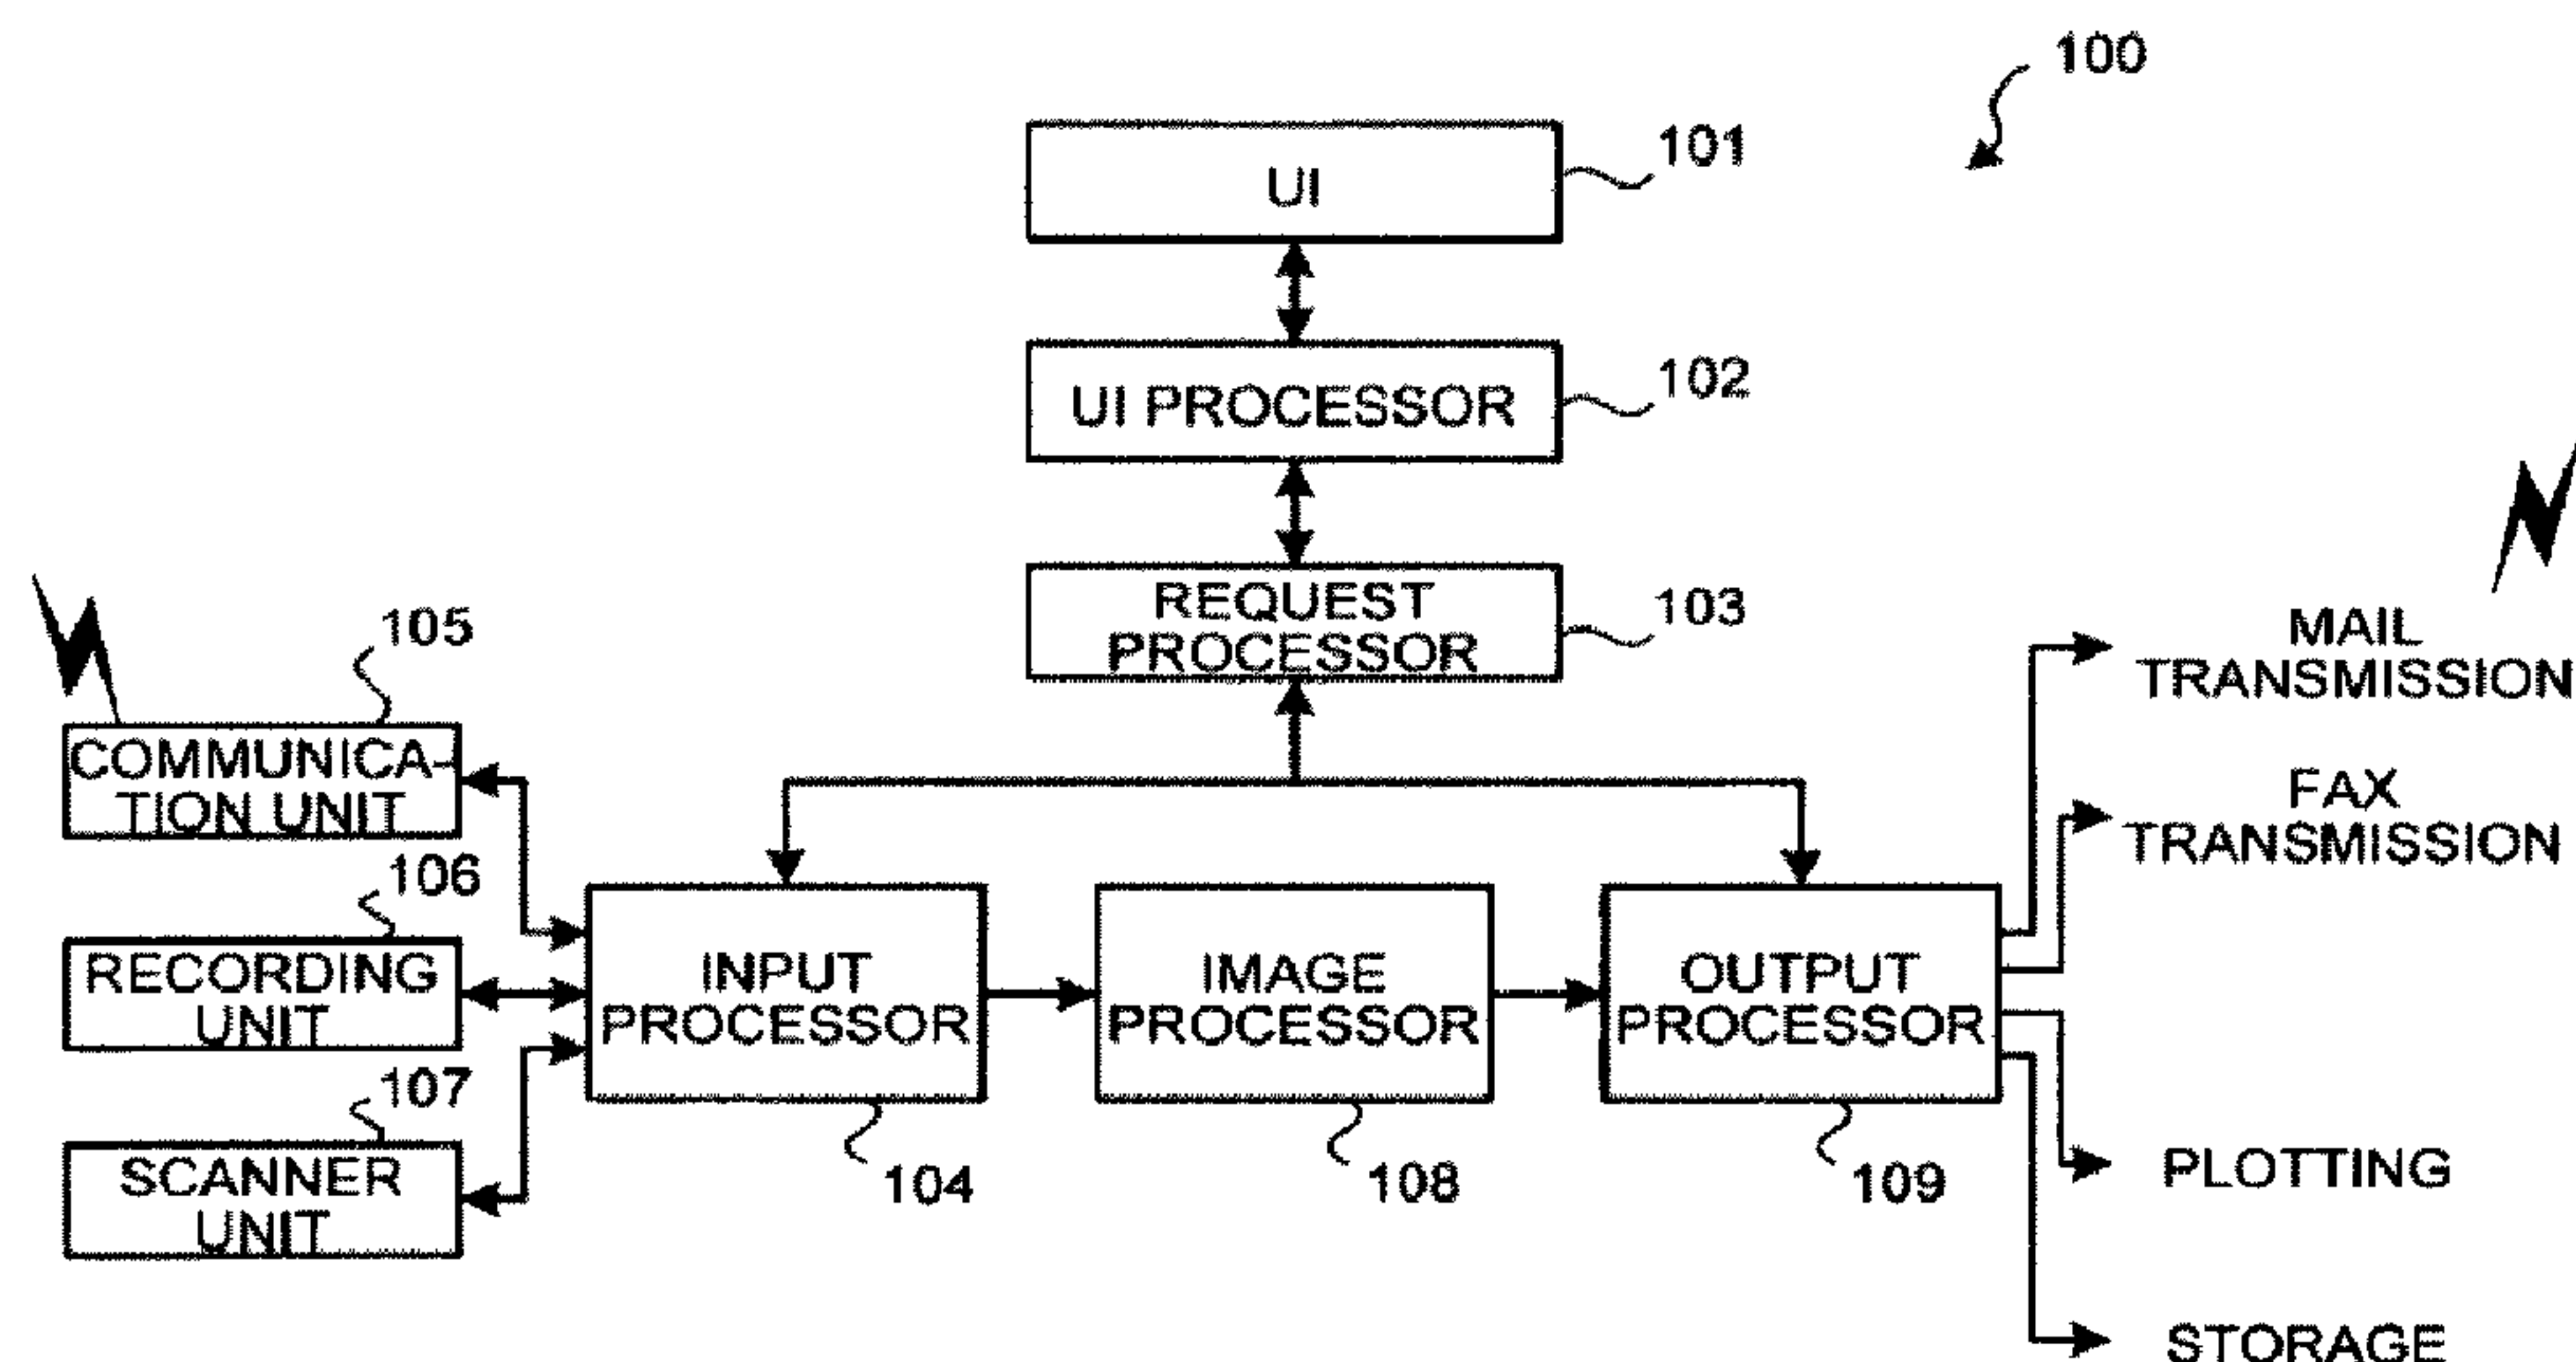 100
101
UI
102
UI PROCESSOR
103
REQUEST
PROCESSOR
105
COMMUNICA-
TION UNIT
106
RECORDING
UNIT
107
SCANNER
UNIT
INPUT
PROCESSOR
104
IMAGE
PROCESSOR
108
OUTPUT
PROCESSOR
109
MAIL
TRANSMISSION
FAX
TRANSMISSION
PLOTTING
STORAGE